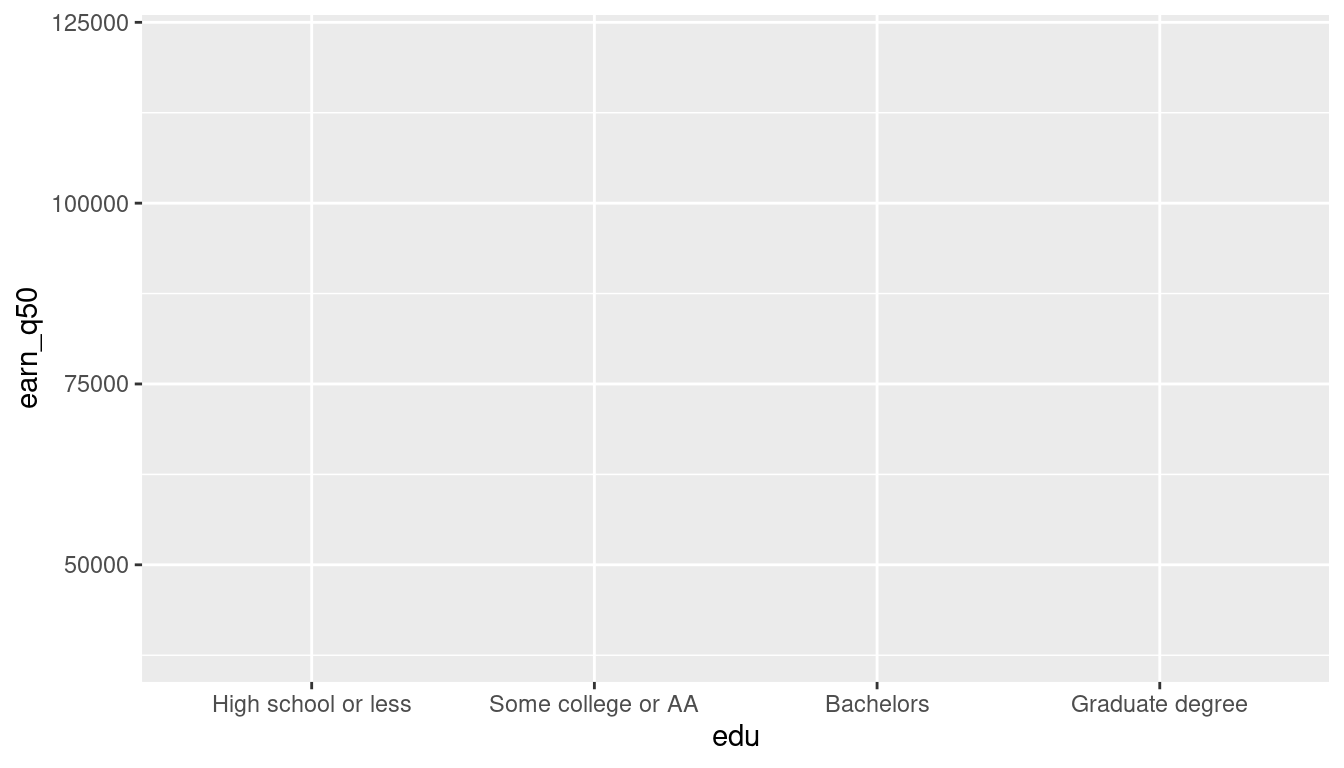 125000
100000
75000
50000
earn_q50
High school or less
Some college or AA
Bachelors
Graduate degree
edu